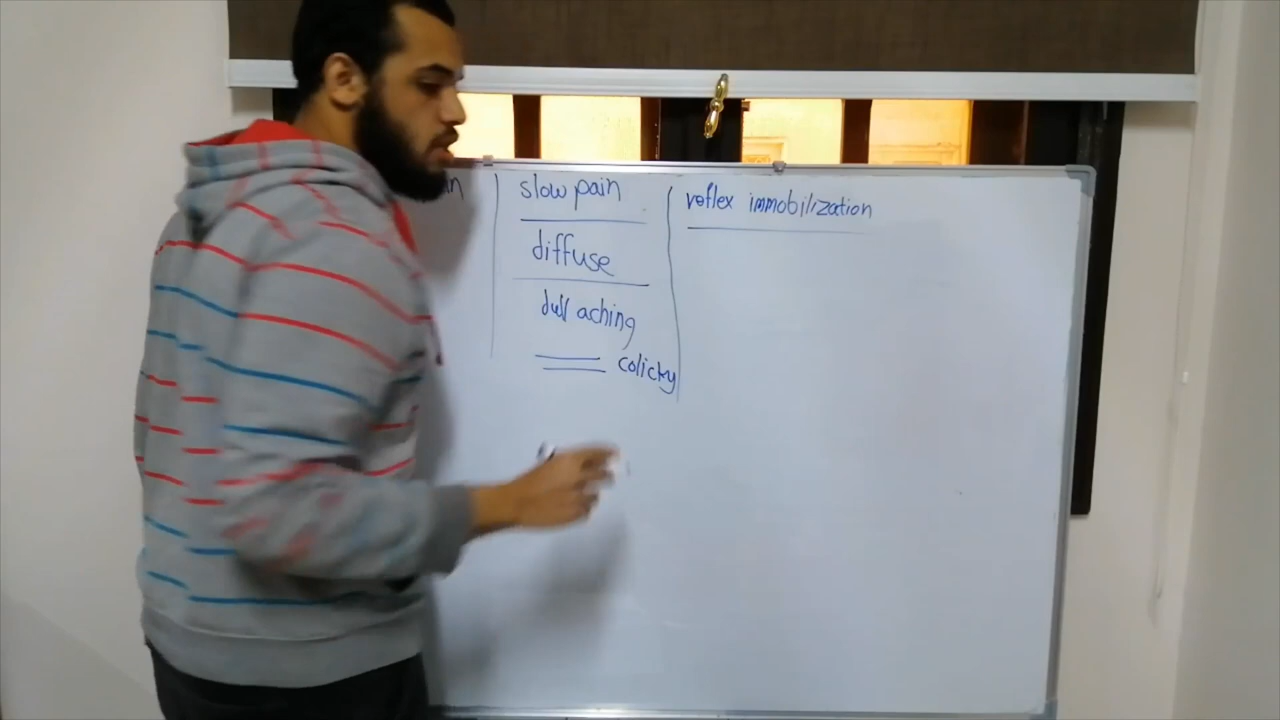 slow pain
diffuse
dull aching
colicky
reflex immobilization